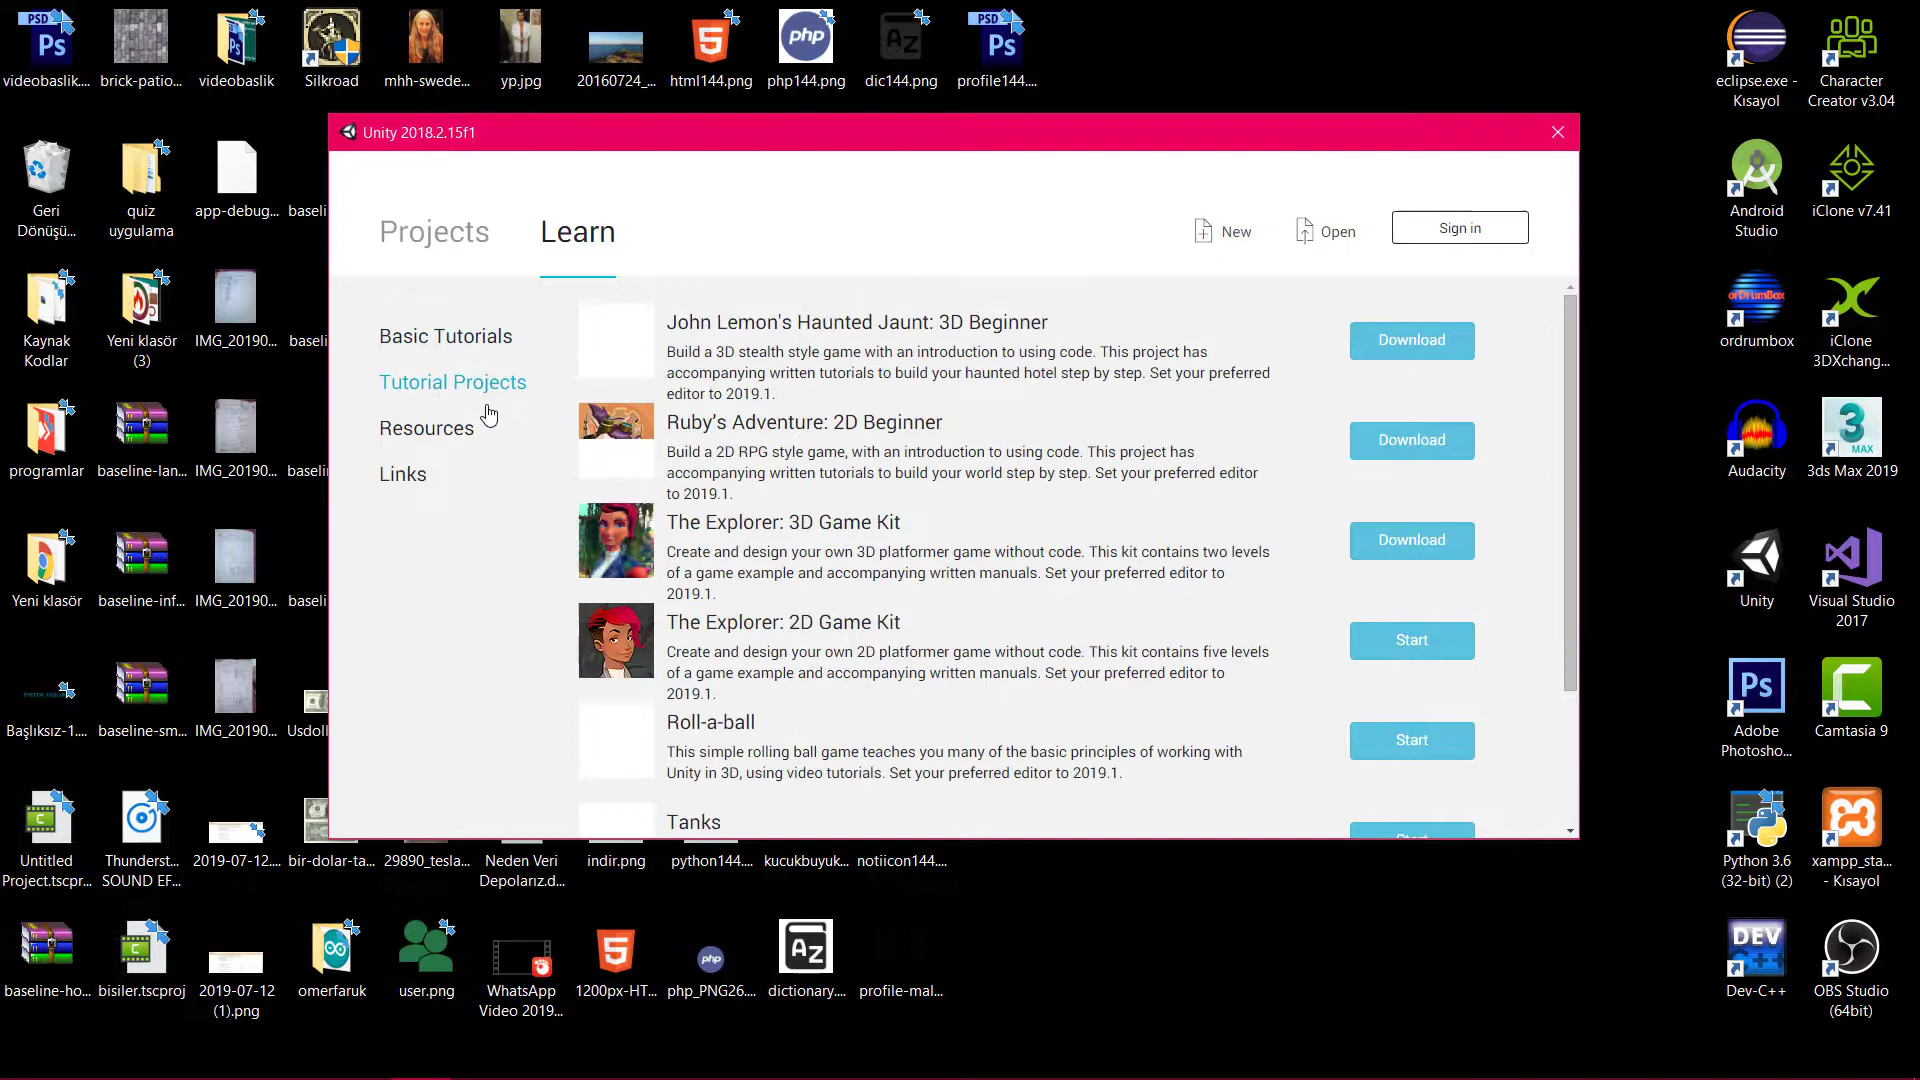 videobaslik....
brick-patio...
videobaslik
Silkroad
mhh-swede...
yp.jpg
20160724_...
html144.png
php144.png
dic144.png
profile144....
eclipse.exe -
Kısayol
Character
Creator v3.04
Unity 2018.2.15f1
Projects
Learn
New
Open
Sign in
Basic Tutorials
Tutorial Projects
Resources
Links
John Lemon's Haunted Jaunt: 3D Beginner
Build a 3D stealth style game with an introduction to using code. This project has
accompanying written tutorials to build your haunted hotel step by step. Set your preferred
editor to 2019.1.
Download
Ruby's Adventure: 2D Beginner
Build a 2D RPG style game, with an introduction to using code. This project has
accompanying written tutorials to build your world step by step. Set your preferred editor
to 2019.1.
Download
The Explorer: 3D Game Kit
Create and design your own 3D platformer game without code. This kit contains two levels
of a game example and accompanying written manuals. Set your preferred editor to
2019.1.
Download
The Explorer: 2D Game Kit
Create and design your own 2D platformer game without code. This kit contains five levels
of a game example and accompanying written manuals. Set your preferred editor to
2019.1.
Start
Roll-a-ball
This simple rolling ball game teaches you many of the basic principles of working with
Unity in 3D, using video tutorials. Set your preferred editor to 2019.1.
Start
Tanks
Start
Geri
Dönüşü...
quiz
uygulama
app-debug...
baseli
Android
Studio
iClone v7.41
Kaynak
Kodlar
Yeni klasör
(3)
IMG_20190...
baseli
ordrumbox
iClone
3DXchang...
programlar
baseline-lan...
IMG_20190...
baseli
Audacity
3ds Max 2019
Yeni klasör
baseline-inf...
IMG_20190...
baseli
Unity
Visual Studio
2017
Başlıksız-1....
baseline-sm...
IMG_20190...
Usdoll
Adobe
Photosho...
Camtasia 9
Untitled
Project.tscpr...
Thunderst...
SOUND EF...
2019-07-12....
bir-dolar-ta...
29890_tesla...
Neden Veri
Depolarız.d...
indir.png
python144....
kucukbuyuk...
notiicon144....
Python 3.6
(32-bit) (2)
xampp_sta...
- Kısayol
baseline-ho...
bisiler.tscproj
2019-07-12
(1).png
omerfaruk
user.png
WhatsApp
Video 2019...
1200px-HT...
php_PNG26....
dictionary....
profile-mal...
Dev-C++
OBS Studio
(64bit)
PSD
Ps
php
AZ
PSD
Ps
orDrumBox
3
MAX
Ps
DEV
C++
php
AZ